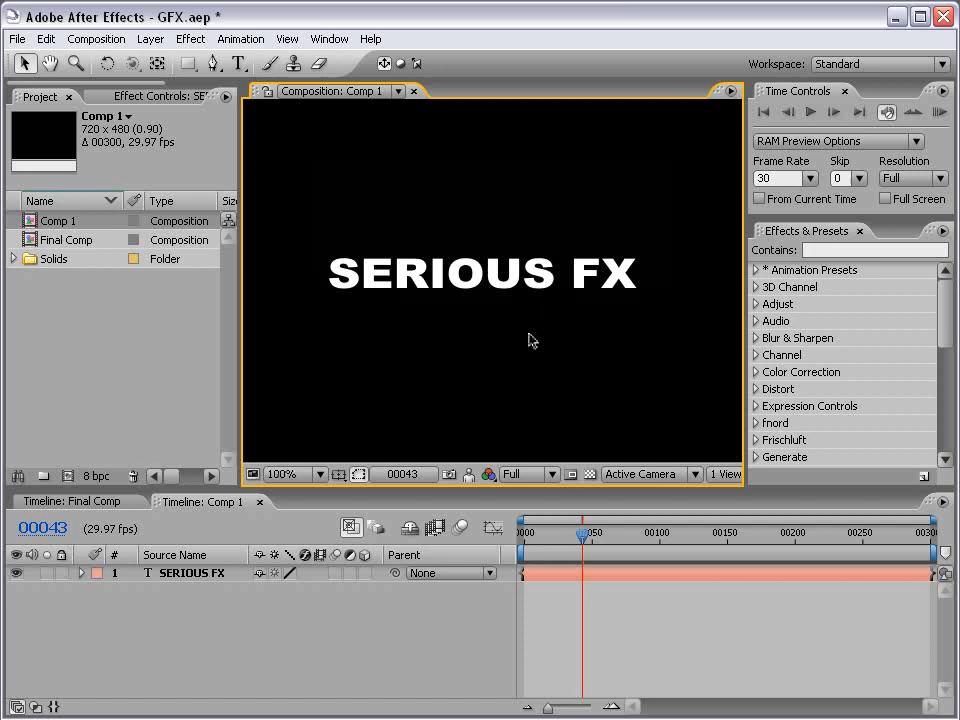 Adobe After Effects - GFX.aep *
File Edit Composition Layer Effect Animation View Window Help
Workspace: Standard
Project
Effect Controls: SE
Comp 1
720 x 480 (0.90)
Δ 00300, 29.97 fps
Name Type Siz
Comp 1 Composition
Final Comp Composition
Solids Folder
8 bpc
Composition: Comp 1
SERIOUS FX
100% 00043 Full Active Camera 1 View
Time Controls
RAM Preview Options
Frame Rate Skip Resolution
30 0 Full
From Current Time Full Screen
Effects & Presets
Contains:
* Animation Presets
3D Channel
Adjust
Audio
Blur & Sharpen
Channel
Color Correction
Distort
Expression Controls
fnord
Frischluft
Generate
Timeline: Final Comp Timeline: Comp 1
00043 (29.97 fps)
0000 00050 00100 00150 00200 00250 0030
# Source Name Parent
1 T SERIOUS FX None